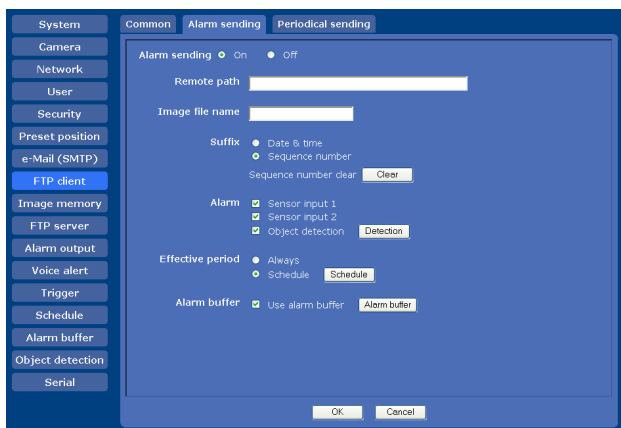 System
Camera
Network
User
Security
Preset position
e-Mail (SMTP)
FTP client
Image memory
FTP server
Alarm output
Voice alert
Trigger
Schedule
Alarm buffer
Object detection
Serial
Common Alarm sending Periodical sending
Alarm sending On Off
Remote path
Image file name
Suffix Date & time
Sequence number
Sequence number clear Clear
Alarm Sensor input 1
Sensor input 2
Object detection Detection
Effective period Always
Schedule Schedule
Alarm buffer Use alarm buffer Alarm buffer
OK Cancel